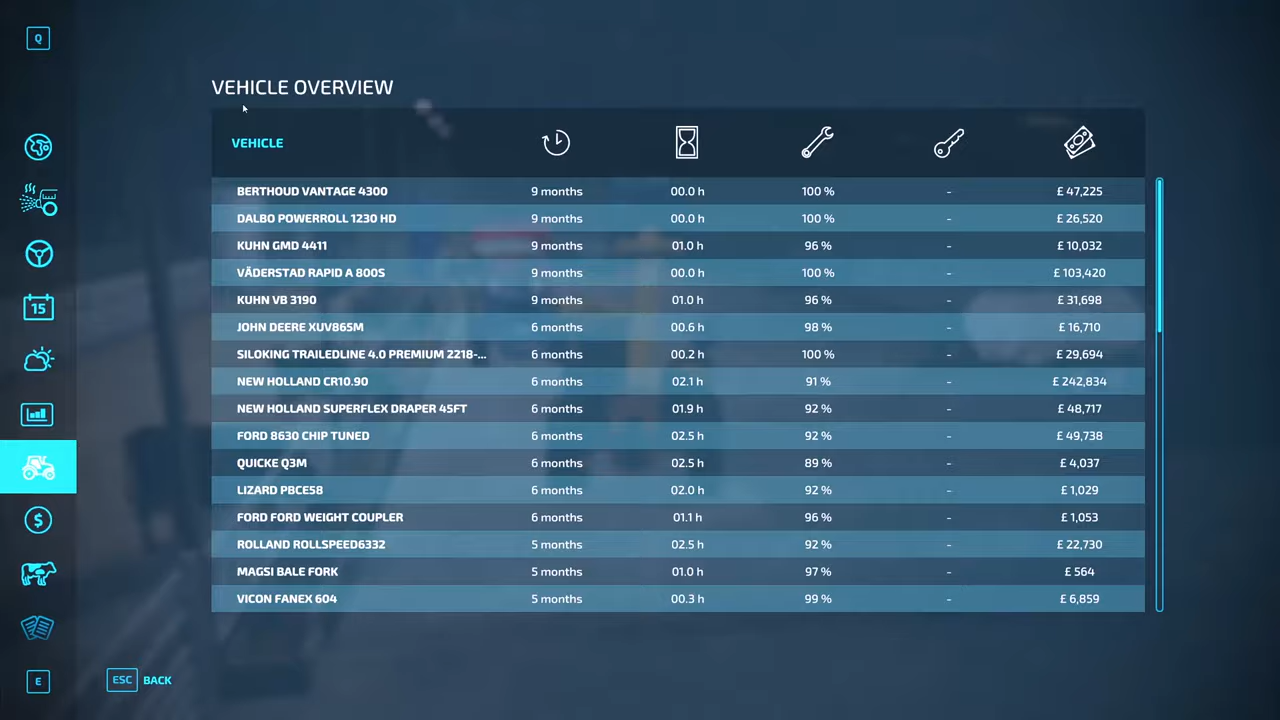 Q
VEHICLE OVERVIEW
VEHICLE
BERTHOUD VANTAGE 4300 9 months 00.0 h 100 % - £ 47,225
DALBO POWERROLL 1230 HD 9 months 00.0 h 100 % - £ 26,520
KUHN GMD 4411 9 months 01.0 h 96 % - £ 10,032
VÄDERSTAD RAPID A 800S 9 months 00.0 h 100 % - £ 103,420
KUHN VB 3190 9 months 01.0 h 96 % - £ 31,698
JOHN DEERE XUV865M 6 months 00.6 h 98 % - £ 16,710
SILOKING TRAILEDLINE 4.0 PREMIUM 2218-... 6 months 00.2 h 100 % - £ 29,694
NEW HOLLAND CR10.90 6 months 02.1 h 91 % - £ 242,834
NEW HOLLAND SUPERFLEX DRAPER 45FT 6 months 01.9 h 92 % - £ 48,717
FORD 8630 CHIP TUNED 6 months 02.5 h 92 % - £ 49,738
QUICKE Q3M 6 months 02.5 h 89 % - £ 4,037
LIZARD PBCE58 6 months 02.0 h 92 % - £ 1,029
FORD FORD WEIGHT COUPLER 6 months 01.1 h 96 % - £ 1,053
ROLLAND ROLLSPEED6332 5 months 02.5 h 92 % - £ 22,730
MAGSI BALE FORK 5 months 01.0 h 97 % - £ 564
VICON FANEX 604 5 months 00.3 h 99 % - £ 6,859
15
$
E
ESC BACK